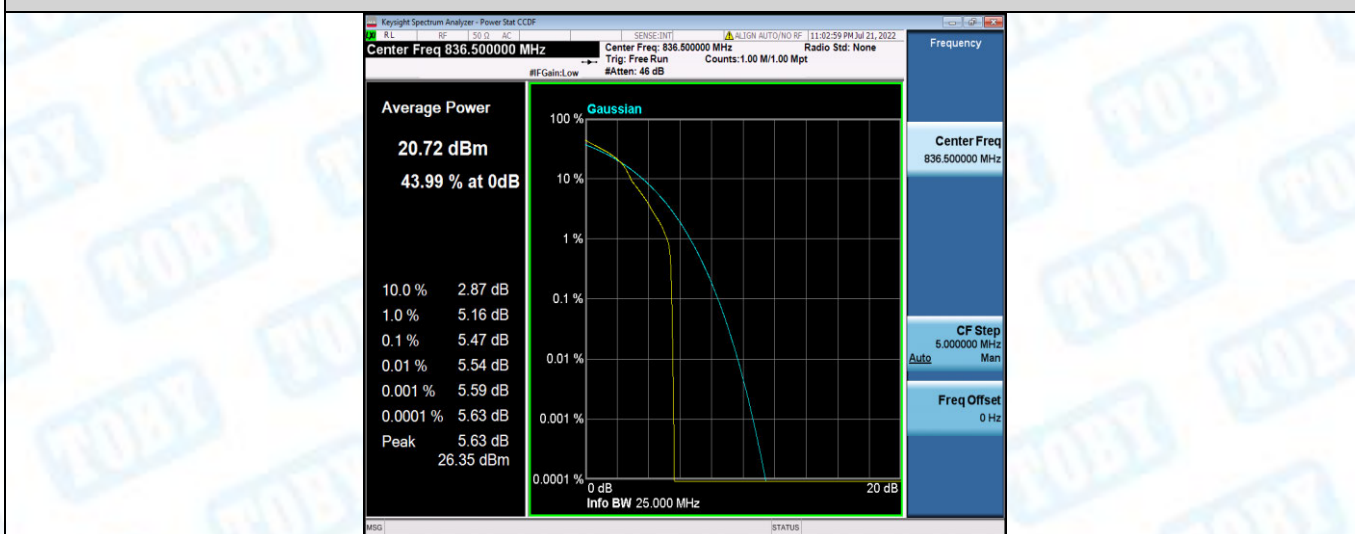 Keysight Spectrum Analyzer - Power Stat CCDF
RL RF 50 Ω AC SENSE:INT ALIGN AUTO/NO RF 11:02:59 PM Jul 21, 2022
Center Freq 836.500000 MHz
Center Freq: 836.500000 MHz Radio Std: None
Trig: Free Run Counts:1.00 M/1.00 Mpt
#IFGain:Low #Atten: 46 dB
Frequency
Average Power
20.72 dBm
43.99 % at 0dB
10.0 % 2.87 dB
1.0 % 5.16 dB
0.1 % 5.47 dB
0.01 % 5.54 dB
0.001 % 5.59 dB
0.0001 % 5.63 dB
Peak 5.63 dB
26.35 dBm
Gaussian
100 %
10 %
1 %
0.1 %
0.01 %
0.001 %
0.0001 %
0 dB 20 dB
Info BW 25.000 MHz
Center Freq
836.500000 MHz
CF Step
5.000000 MHz
Auto Man
Freq Offset
0 Hz
MSG STATUS
TOBY
TOBY
TOBY
TOBY
TOBY
TOBY
TOBY